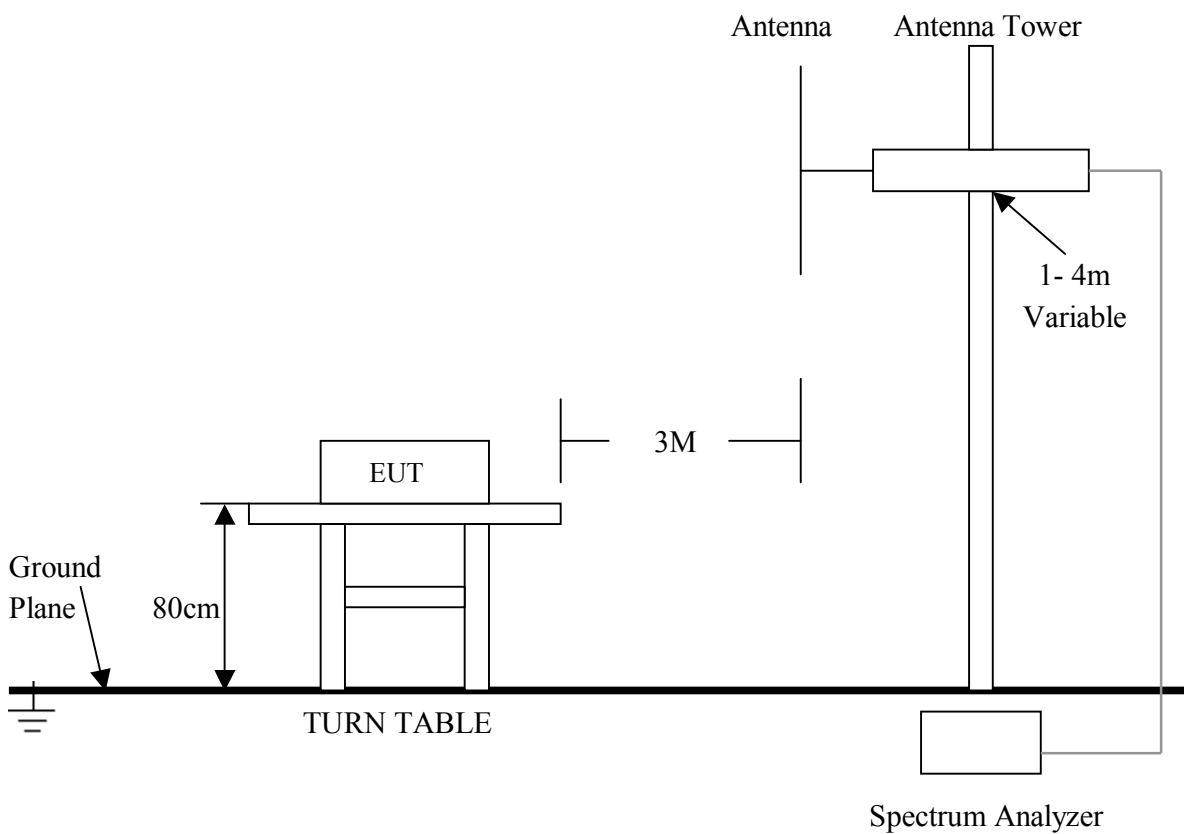 Antenna
Antenna Tower
1- 4m
Variable
3M
EUT
Ground
Plane
80cm
TURN TABLE
Spectrum Analyzer